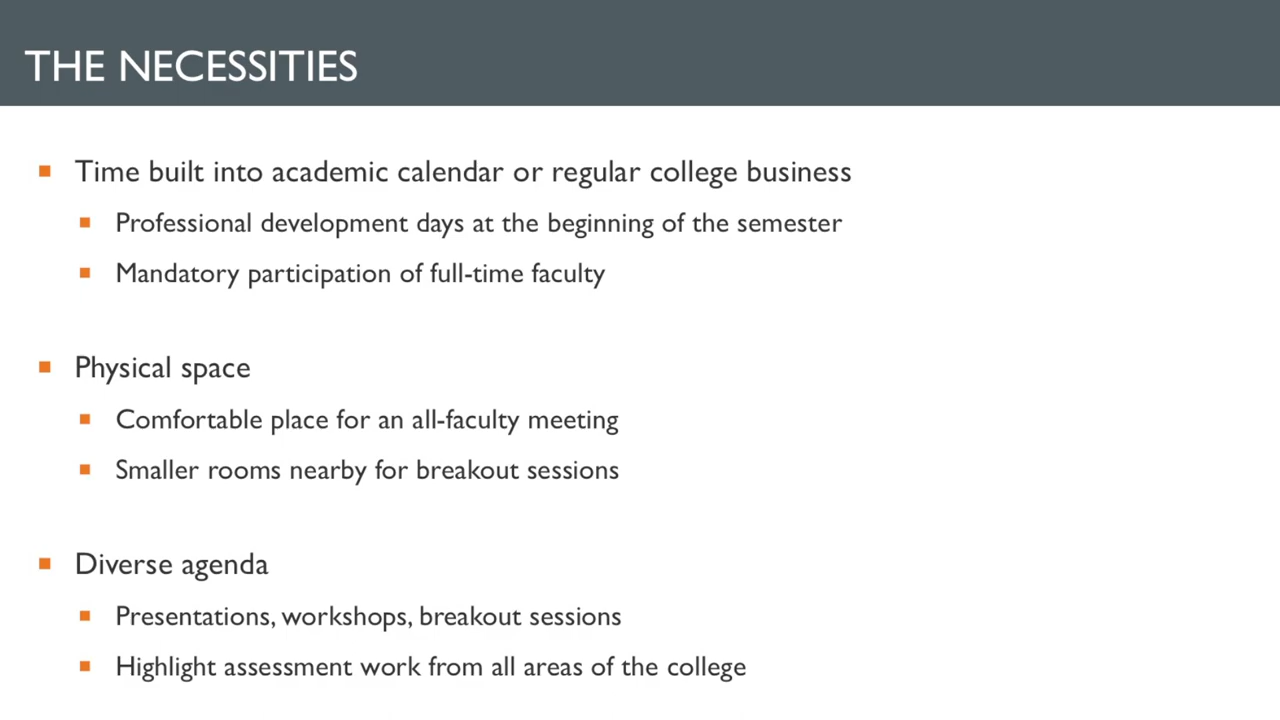 THE NECESSITIES
Time built into academic calendar or regular college business
Professional development days at the beginning of the semester
Mandatory participation of full-time faculty
Physical space
Comfortable place for an all-faculty meeting
Smaller rooms nearby for breakout sessions
Diverse agenda
Presentations, workshops, breakout sessions
Highlight assessment work from all areas of the college